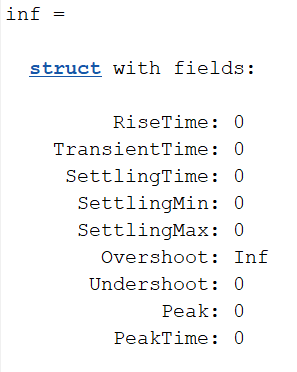 inf =
struct with fields:
RiseTime: 0
TransientTime: 0
SettlingTime: 0
SettlingMin: 0
SettlingMax: 0
Overshoot: Inf
Undershoot: 0
Peak: 0
PeakTime: 0